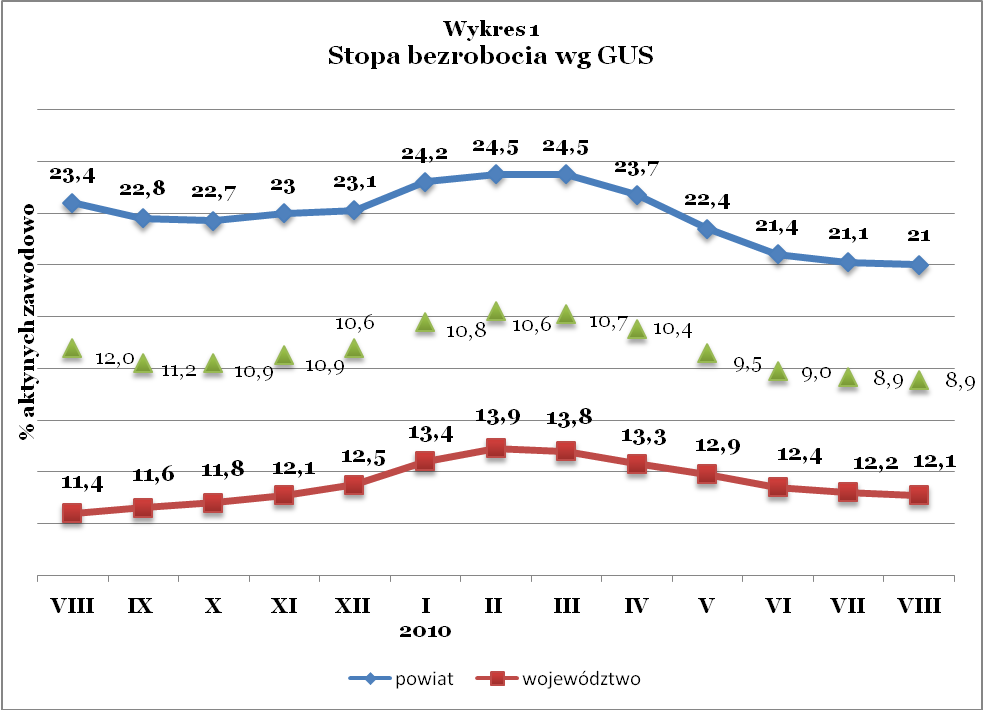 Wykres 1
Stopa bezrobocia wg GUS
% aktynych zawodowo
23,4 22,8 22,7 23 23,1 24,2 24,5 24,5 23,7 22,4 21,4 21,1 21
12,0 11,2 10,9 10,9 10,6 10,8 10,6 10,7 10,4 9,5 9,0 8,9 8,9
11,4 11,6 11,8 12,1 12,5 13,4 13,9 13,8 13,3 12,9 12,4 12,2 12,1
VIII IX X XI XII I II III IV V VI VII VIII
2010
powiat województwo